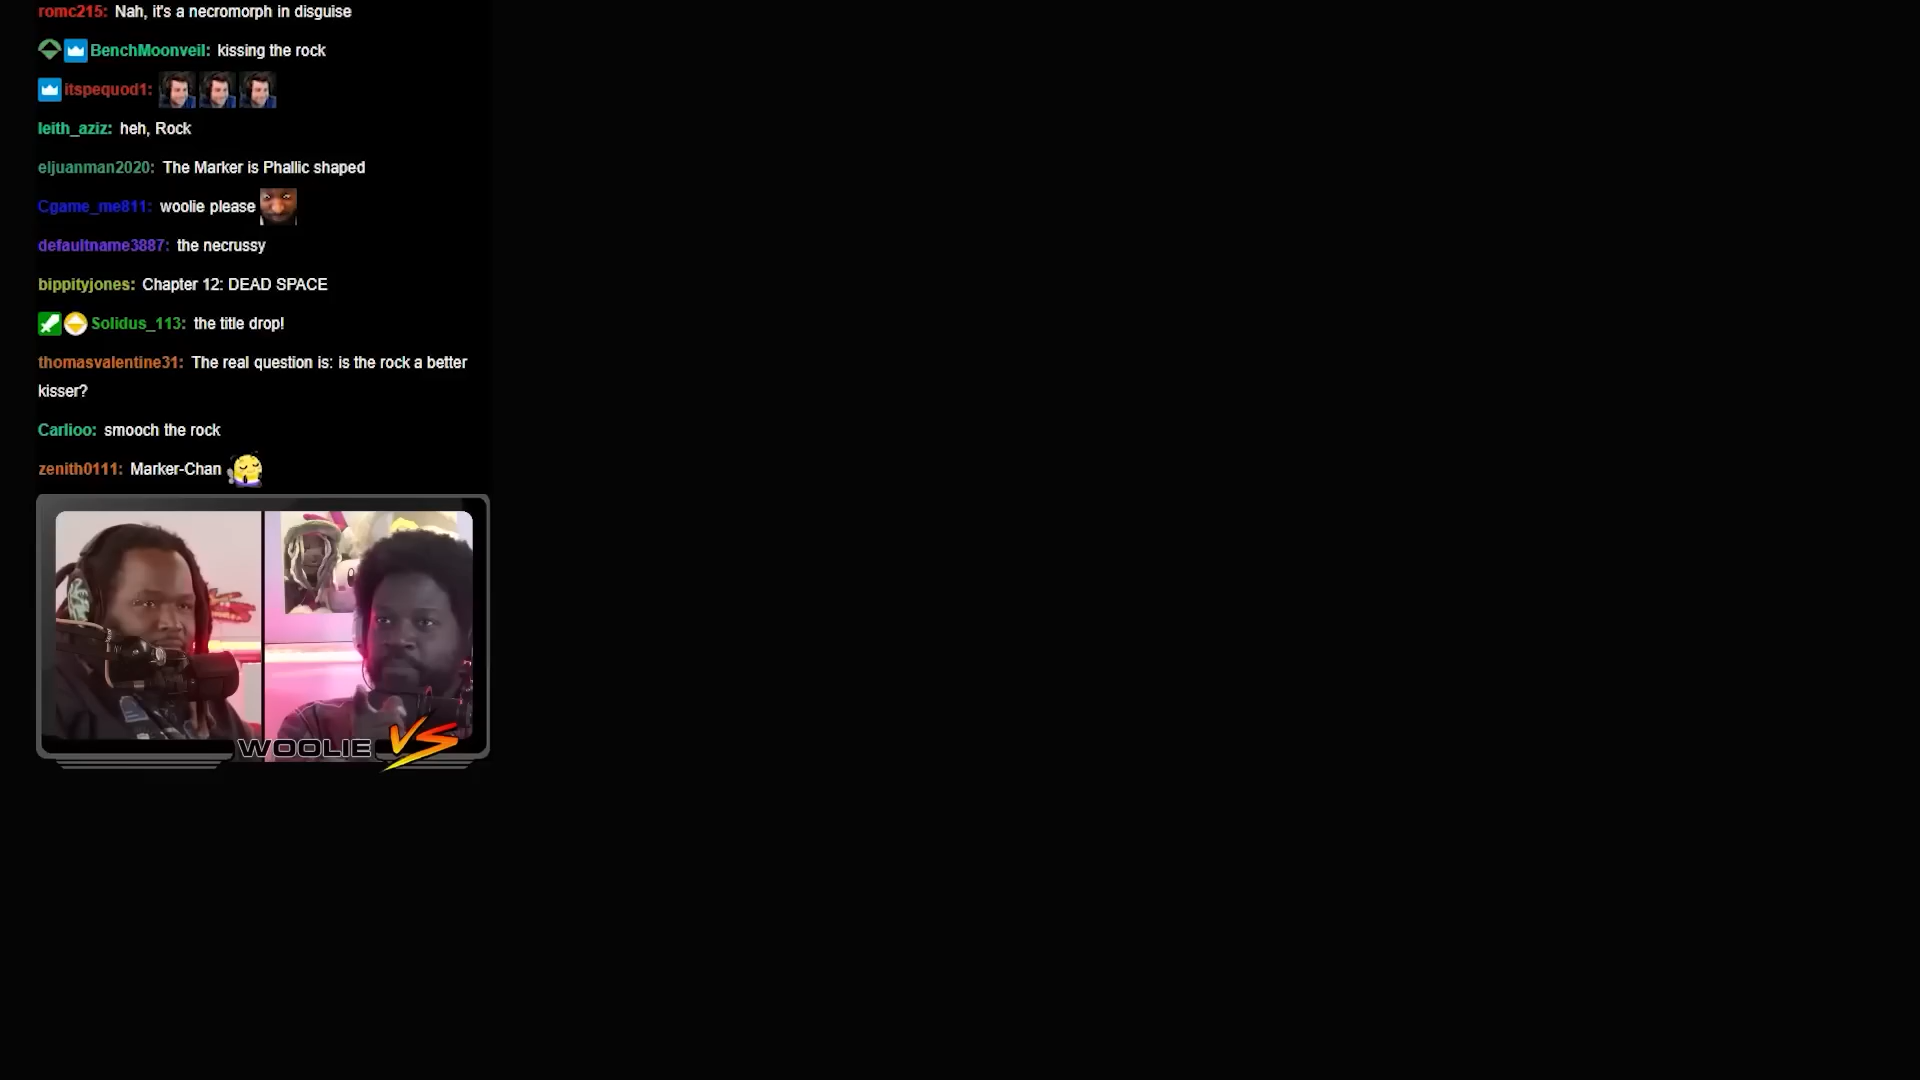 romc215: Nah, it's a necromorph in disguise
BenchMoonveil: kissing the rock
itspequod1:
leith_aziz: heh, Rock
eljuanman2020: The Marker is Phallic shaped
Cgame_me811: woolie please
defaultname3887: the necrussy
bippityjones: Chapter 12: DEAD SPACE
Solidus_113: the title drop!
thomasvalentine31: The real question is: is the rock a better
kisser?
Carlioo: smooch the rock
zenith0111: Marker-Chan
WOOLIE VS